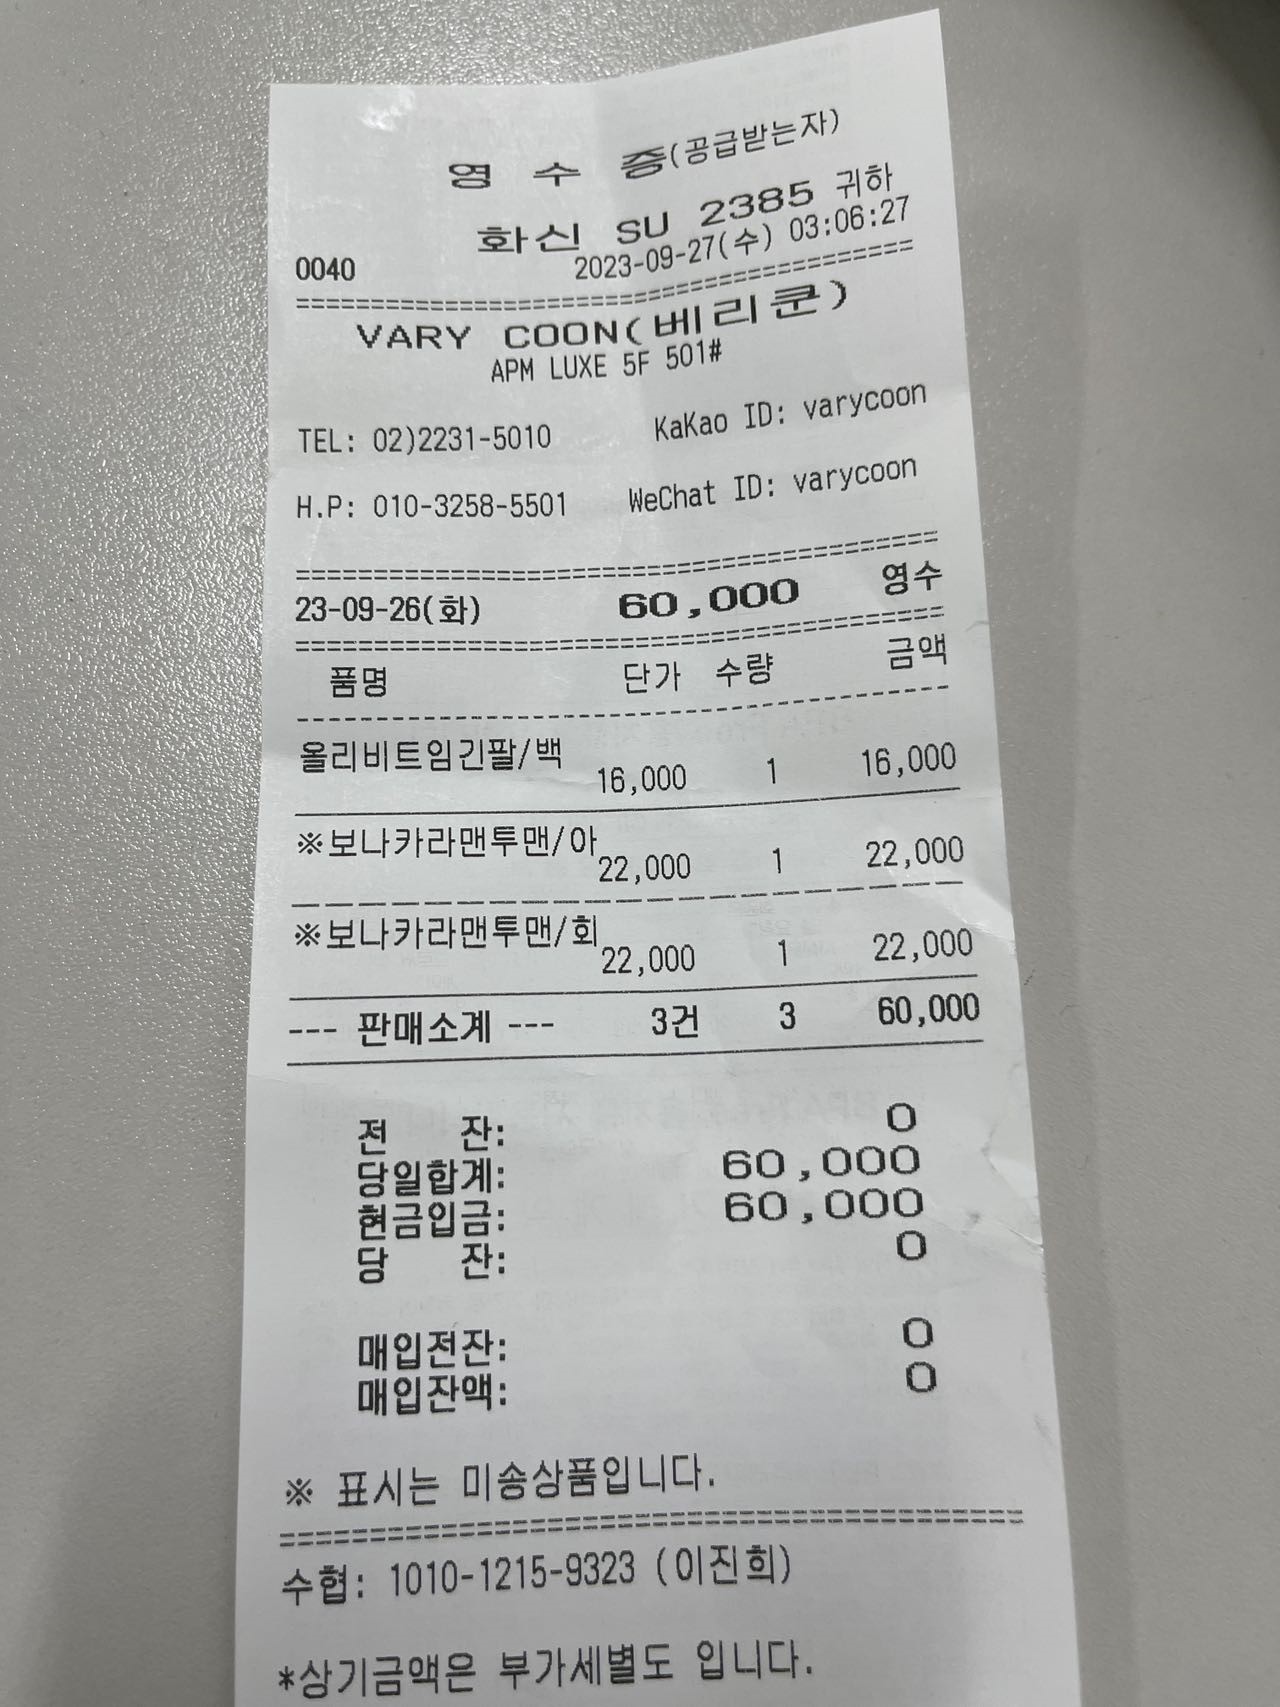 영 수 증(공급받는자)
화신 SU 2385 귀하
0040 2023-09-27(수) 03:06:27
================================================
VARY COON(베리쿤)
APM LUXE 5F 501#
TEL: 02)2231-5010 KaKao ID: varycoon
H.P: 010-3258-5501 WeChat ID: varycoon
================================================
23-09-26(화) 60,000 영수
================================================
품명 단가 수량 금액
올리비트임긴팔/백 16,000 1 16,000
※보나카라맨투맨/아 22,000 1 22,000
※보나카라맨투맨/회 22,000 1 22,000
--- 판매소계 --- 3건 3 60,000
전 잔: 0
당일합계: 60,000
현금입금: 60,000
당 잔: 0
매입전잔: 0
매입잔액: 0
※ 표시는 미송상품입니다.
================================================
수협: 1010-1215-9323 (이진희)
*상기금액은 부가세별도 입니다.